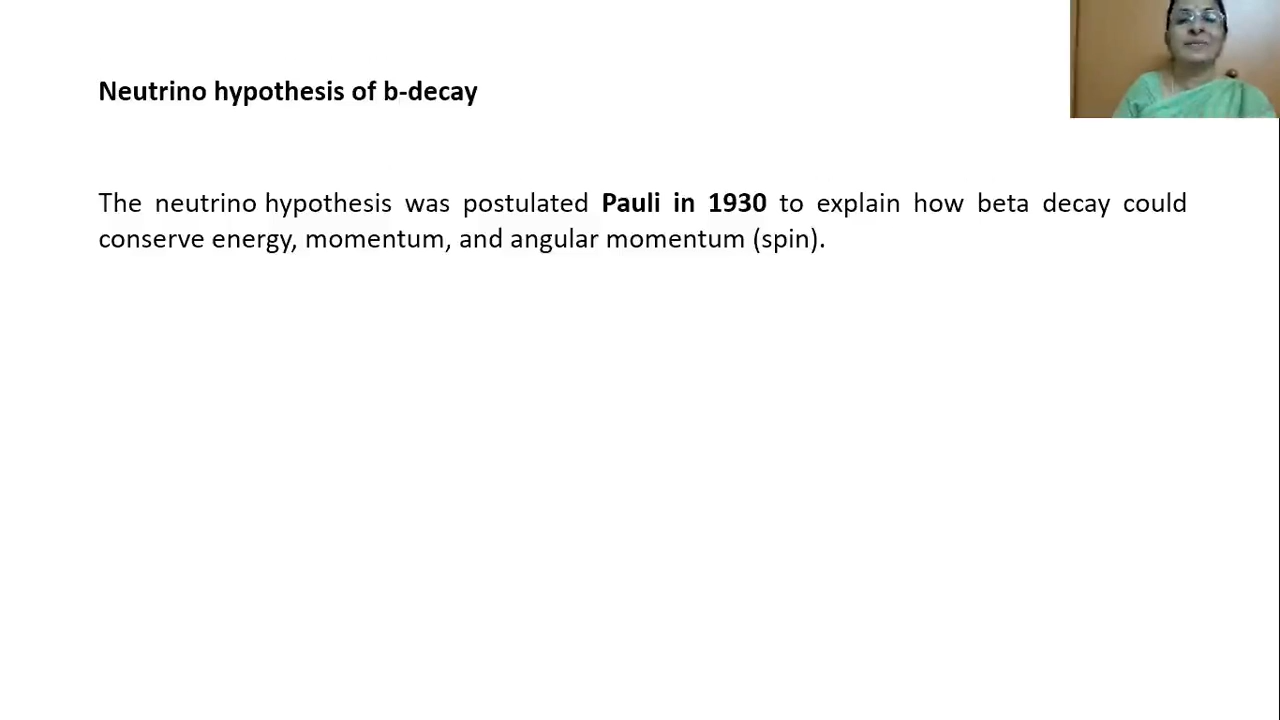 Neutrino hypothesis of b-decay
The neutrino hypothesis was postulated Pauli in 1930 to explain how beta decay could
conserve energy, momentum, and angular momentum (spin).